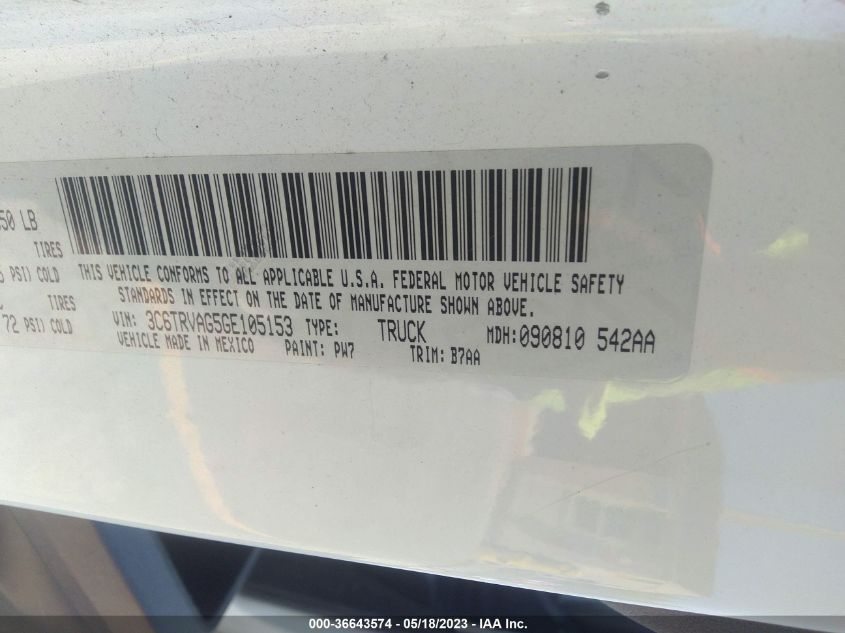 50 LB
TIRES
PSI) COLD
THIS VEHICLE CONFORMS TO ALL APPLICABLE U.S.A. FEDERAL MOTOR VEHICLE SAFETY
TIRES
STANDARDS IN EFFECT ON THE DATE OF MANUFACTURE SHOWN ABOVE.
72 PSI) COLD
VIN: 3C6TRVAG5GE105153 TYPE: TRUCK MDH:090810 542AA
VEHICLE MADE IN MEXICO PAINT: PW7 TRIM: B7AA
000-36643574 - 05/18/2023 - IAA Inc.